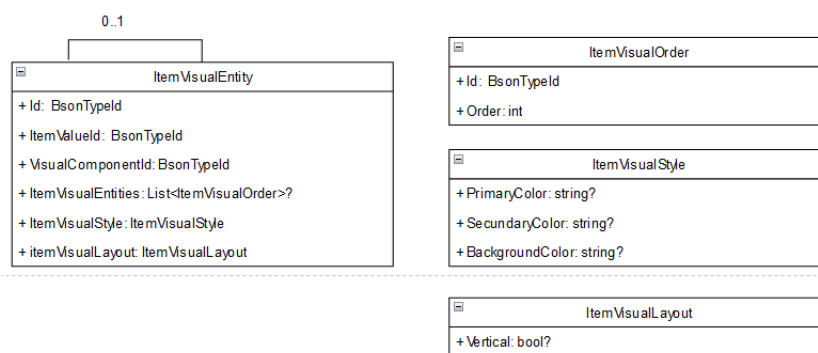 0..1
ItemVisualEntity
+ Id: BsonTypeId
+ ItemValueId: BsonTypeId
+ VisualComponentId: BsonTypeId
+ ItemVisualEntities: List<ItemVisualOrder>?
+ ItemVisualStyle: ItemVisualStyle
+ itemVisualLayout: ItemVisualLayout
ItemVisualOrder
+ Id: BsonTypeId
+ Order: int
ItemVisualStyle
+ PrimaryColor: string?
+ SecundaryColor: string?
+ BackgroundColor: string?
ItemVisualLayout
+ Vertical: bool?